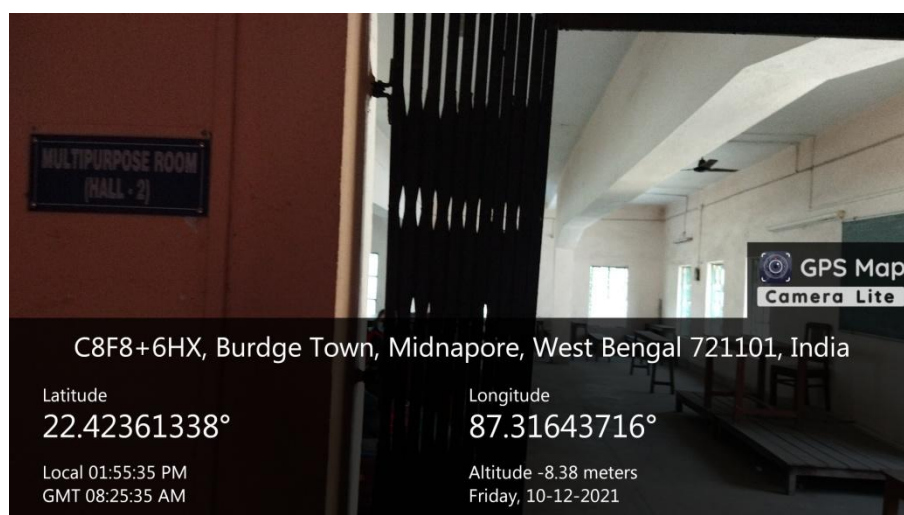 MULTIPURPOSE ROOM
(HALL - 2)
GPS Map
Camera Lite
C8F8+6HX, Burdge Town, Midnapore, West Bengal 721101, India
Latitude
22.42361338°
Longitude
87.31643716°
Local 01:55:35 PM
GMT 08:25:35 AM
Altitude -8.38 meters
Friday, 10-12-2021